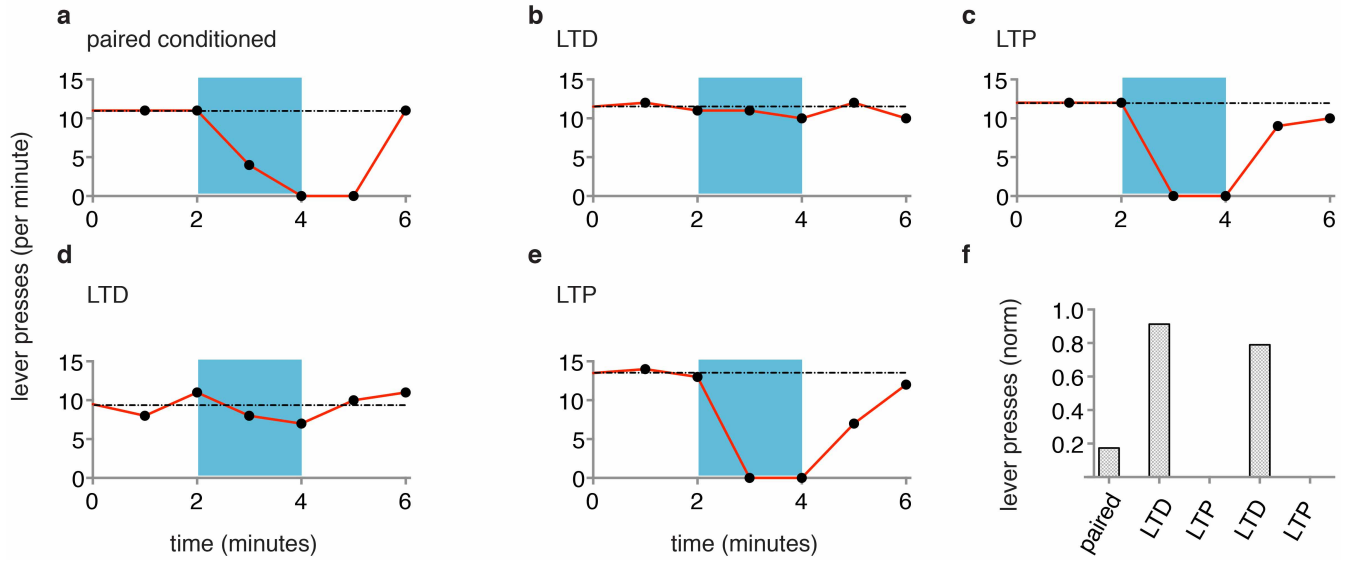 a
paired conditioned
15
10
5
0
0 2 4 6
b
LTD
15
10
5
0
0 2 4 6
c
LTP
15
10
5
0
0 2 4 6
d
LTD
15
10
5
0
0 2 4 6
time (minutes)
e
LTP
15
10
5
0
0 2 4 6
time (minutes)
f
lever presses (norm)
1.0
0.8
0.6
0.4
0.2
paired LTD LTP LTD LTP
lever presses (per minute)